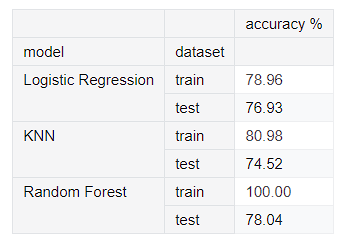 accuracy %
model dataset
Logistic Regression train 78.96
test 76.93
KNN train 80.98
test 74.52
Random Forest train 100.00
test 78.04